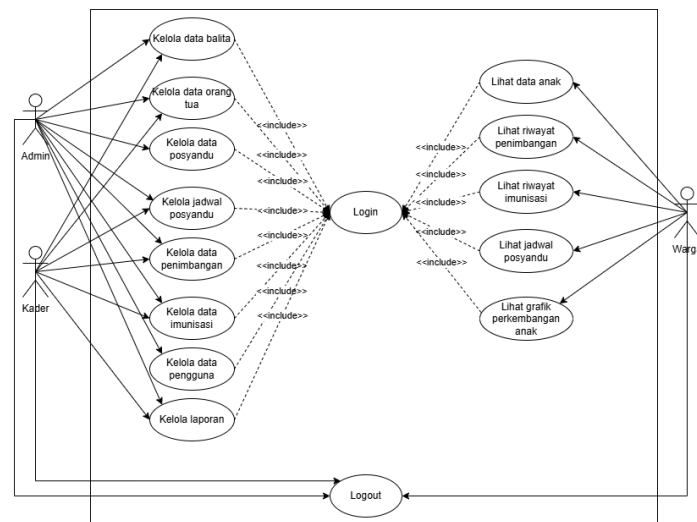 Kelola data balita
Kelola data orang
tua
Kelola data
posyandu
Kelola jadwal
posyandu
Kelola data
penimbangan
Kelola data
imunisasi
Kelola data
pengguna
Kelola laporan
Admin
Kader
<<include>>
<<include>>
<<include>>
<<include>>
<<include>>
<<include>>
<<include>>
Login
<<include>>
<<include>>
<<include>>
<<include>>
<<include>>
Lihat data anak
Lihat riwayat
penimbangan
Lihat riwayat
imunisasi
Lihat jadwal
posyandu
Lihat grafik
perkembangan
anak
Warg
Logout